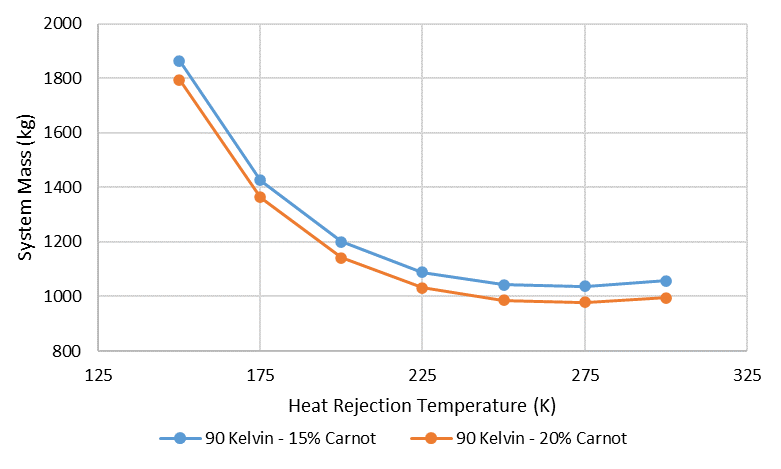 2000
1800
1600
1400
1200
1000
800
System Mass (kg)
125 175 225 275 325
Heat Rejection Temperature (K)
90 Kelvin - 15% Carnot 90 Kelvin - 20% Carnot